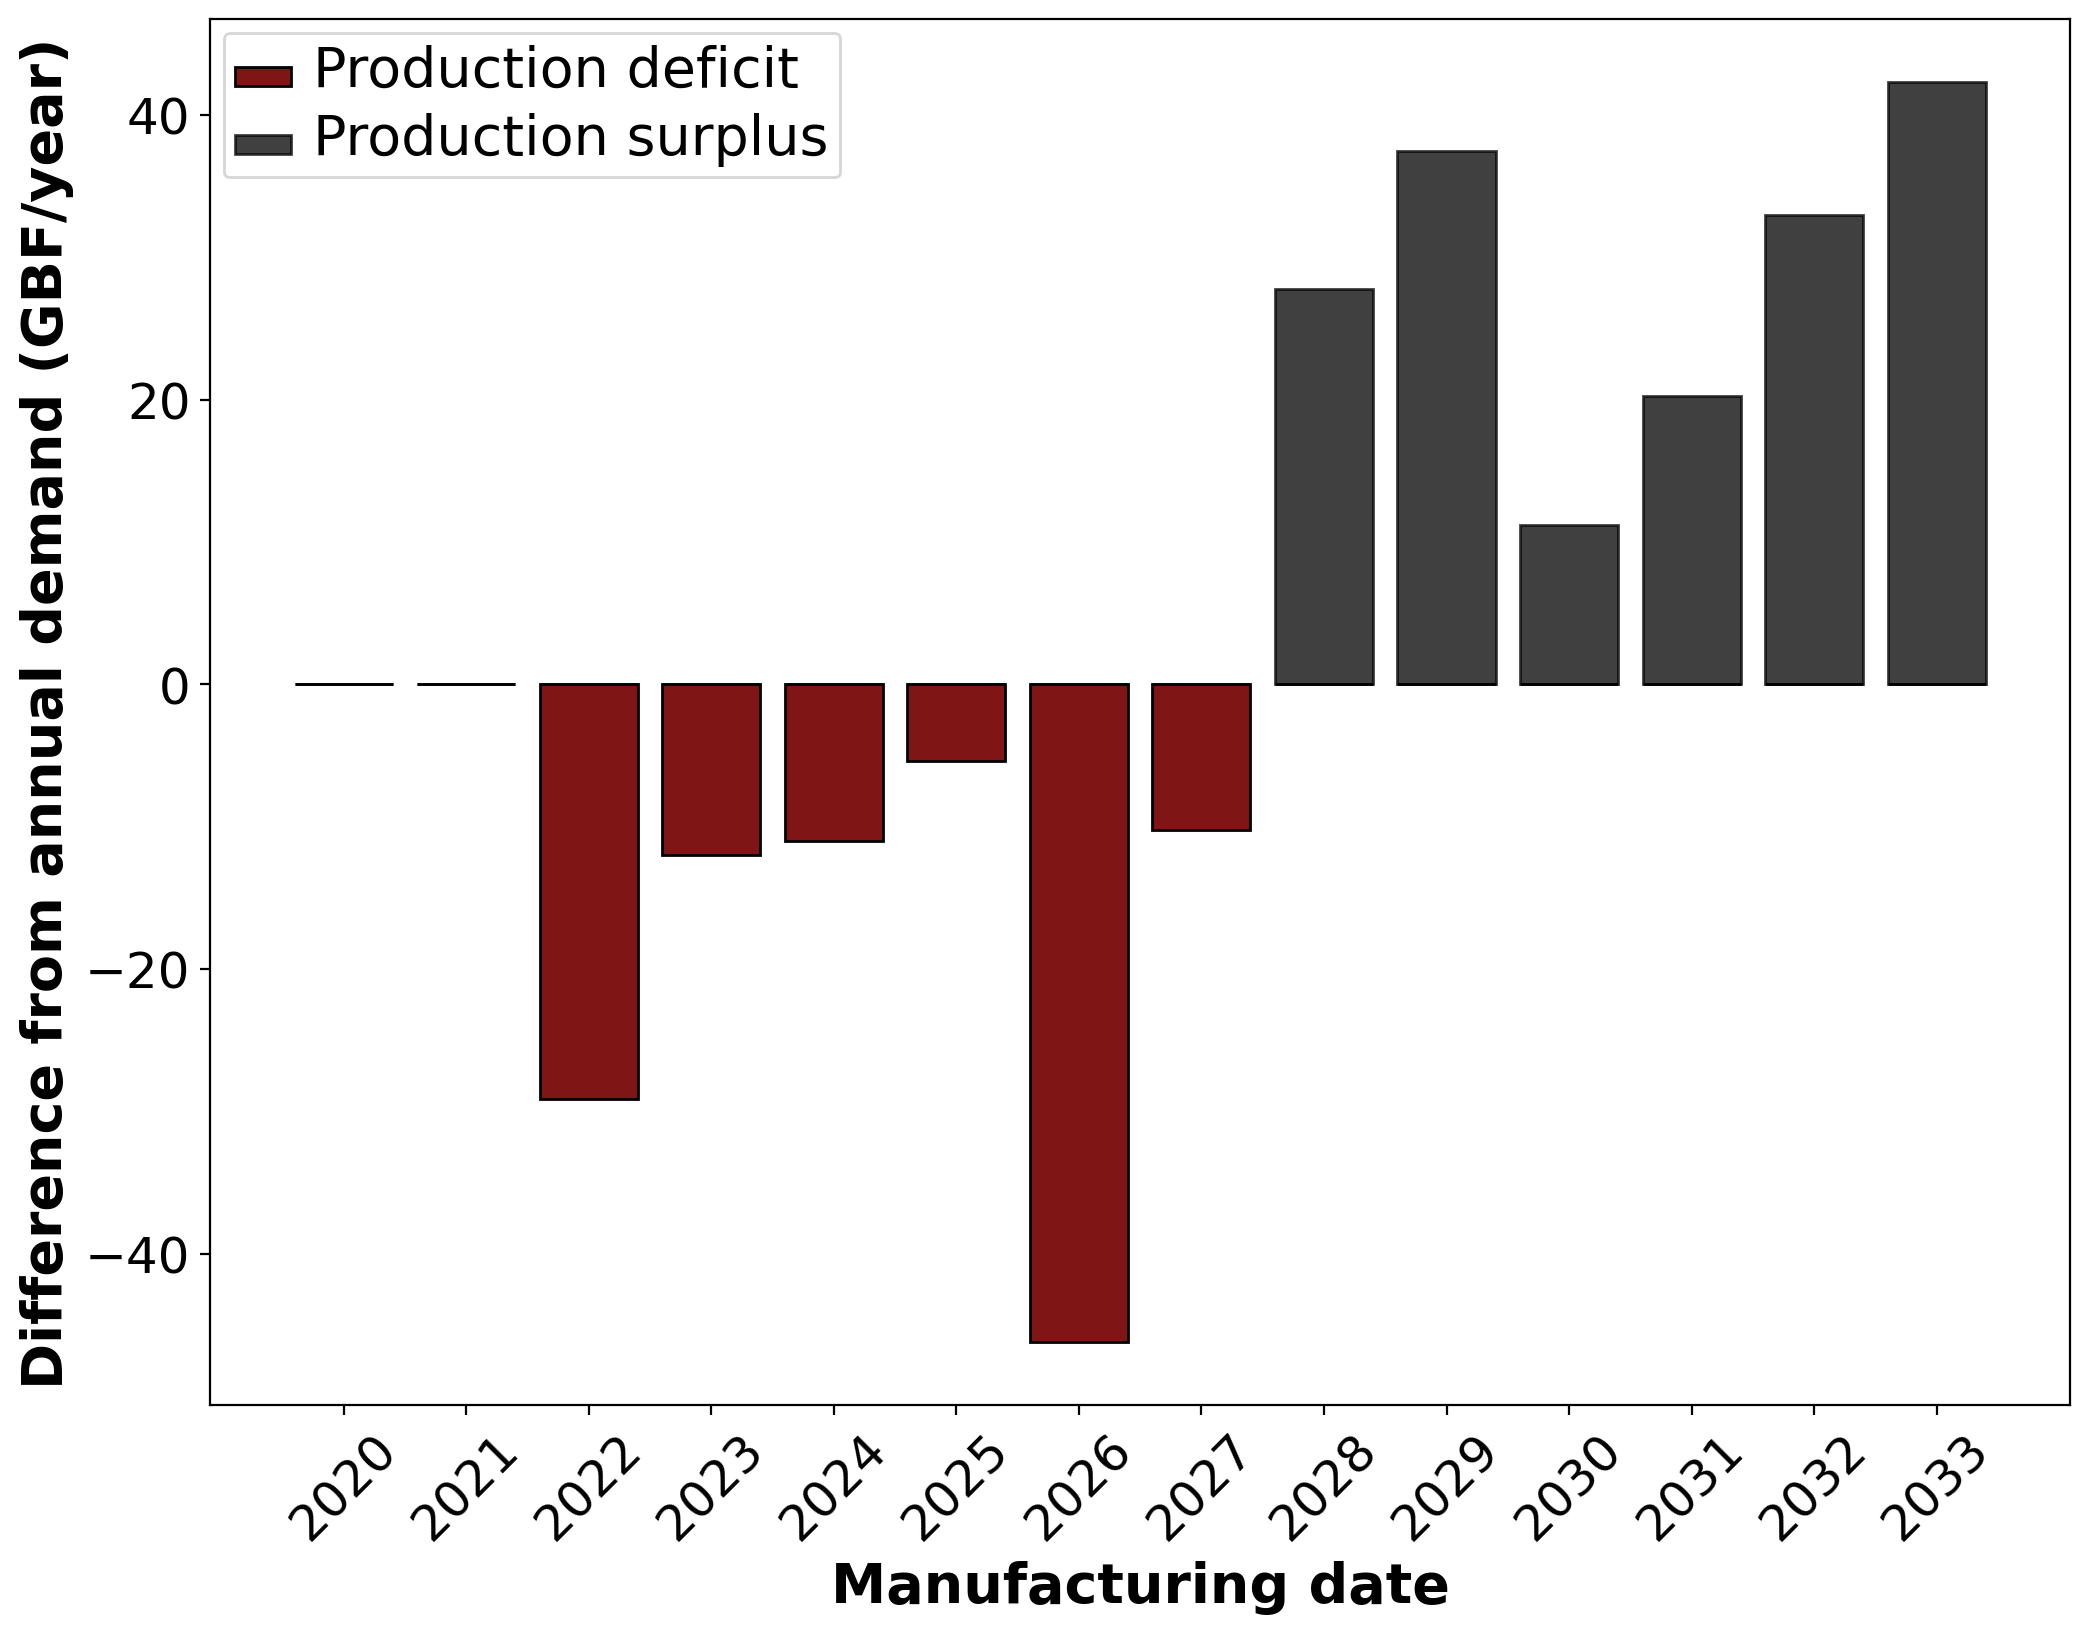 Production deficit
Production surplus
Difference from annual demand (GBF/year)
40
20
0
−20
−40
2020 2021 2022 2023 2024 2025 2026 2027 2028 2029 2030 2031 2032 2033
Manufacturing date